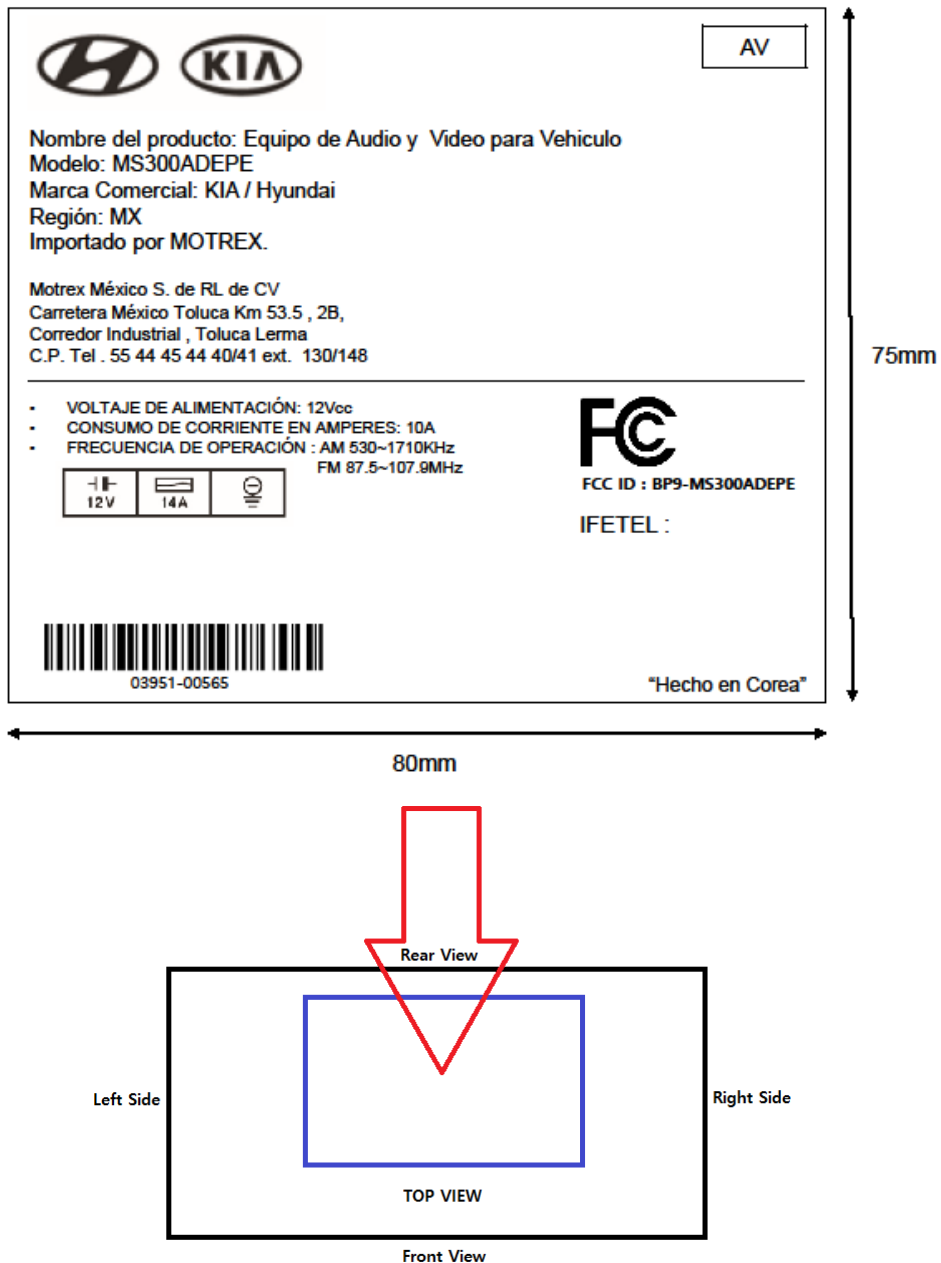 KIA
AV
Nombre del producto: Equipo de Audio y Video para Vehiculo
Modelo: MS300ADEPE
Marca Comercial: KIA / Hyundai
Región: MX
Importado por MOTREX.
Motrex México S. de RL de CV
Carretera México Toluca Km 53.5 , 2B,
Corredor Industrial , Toluca Lerma
C.P. Tel . 55 44 45 44 40/41 ext. 130/148
75mm
- VOLTAJE DE ALIMENTACIÓN: 12Vcc
- CONSUMO DE CORRIENTE EN AMPERES: 10A
- FRECUENCIA DE OPERACIÓN : AM 530~1710KHz
FM 87.5~107.9MHz
12V
14A
FC
FCC ID : BP9-MS300ADEPE
IFETEL :
03951-00565
“Hecho en Corea”
80mm
Rear View
Left Side
Right Side
TOP VIEW
Front View